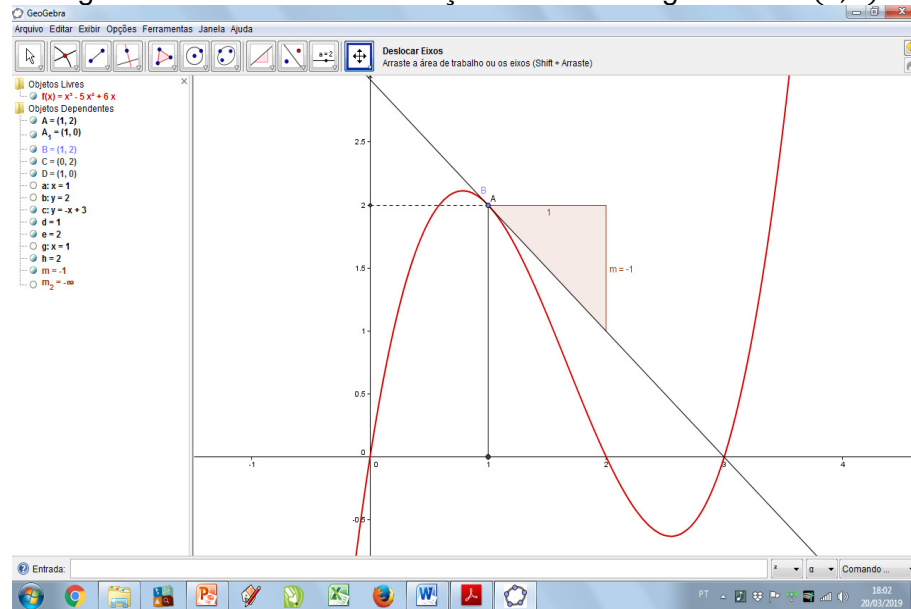 GeoGebra
Arquivo Editar Exibir Opções Ferramentas Janela Ajuda
a=2
Deslocar Eixos
Arraste a área de trabalho ou os eixos (Shift + Arraste)
Objetos Livres
f(x) = x³ - 5 x² + 6 x
Objetos Dependentes
A = (1, 2)
A₁ = (1, 0)
B = (1, 2)
C = (0, 2)
D = (1, 0)
a: x = 1
b: y = 2
c: y = -x + 3
d = 1
e = 2
g: x = 1
h = 2
m = -1
m₂ = -∞
2.5
B
A
2
1
m = -1
1.5
1
0.5
0
-1
0
1
2
3
4
-0.5
Entrada:
²
α
Comando ...
PT
18:02
20/03/2019